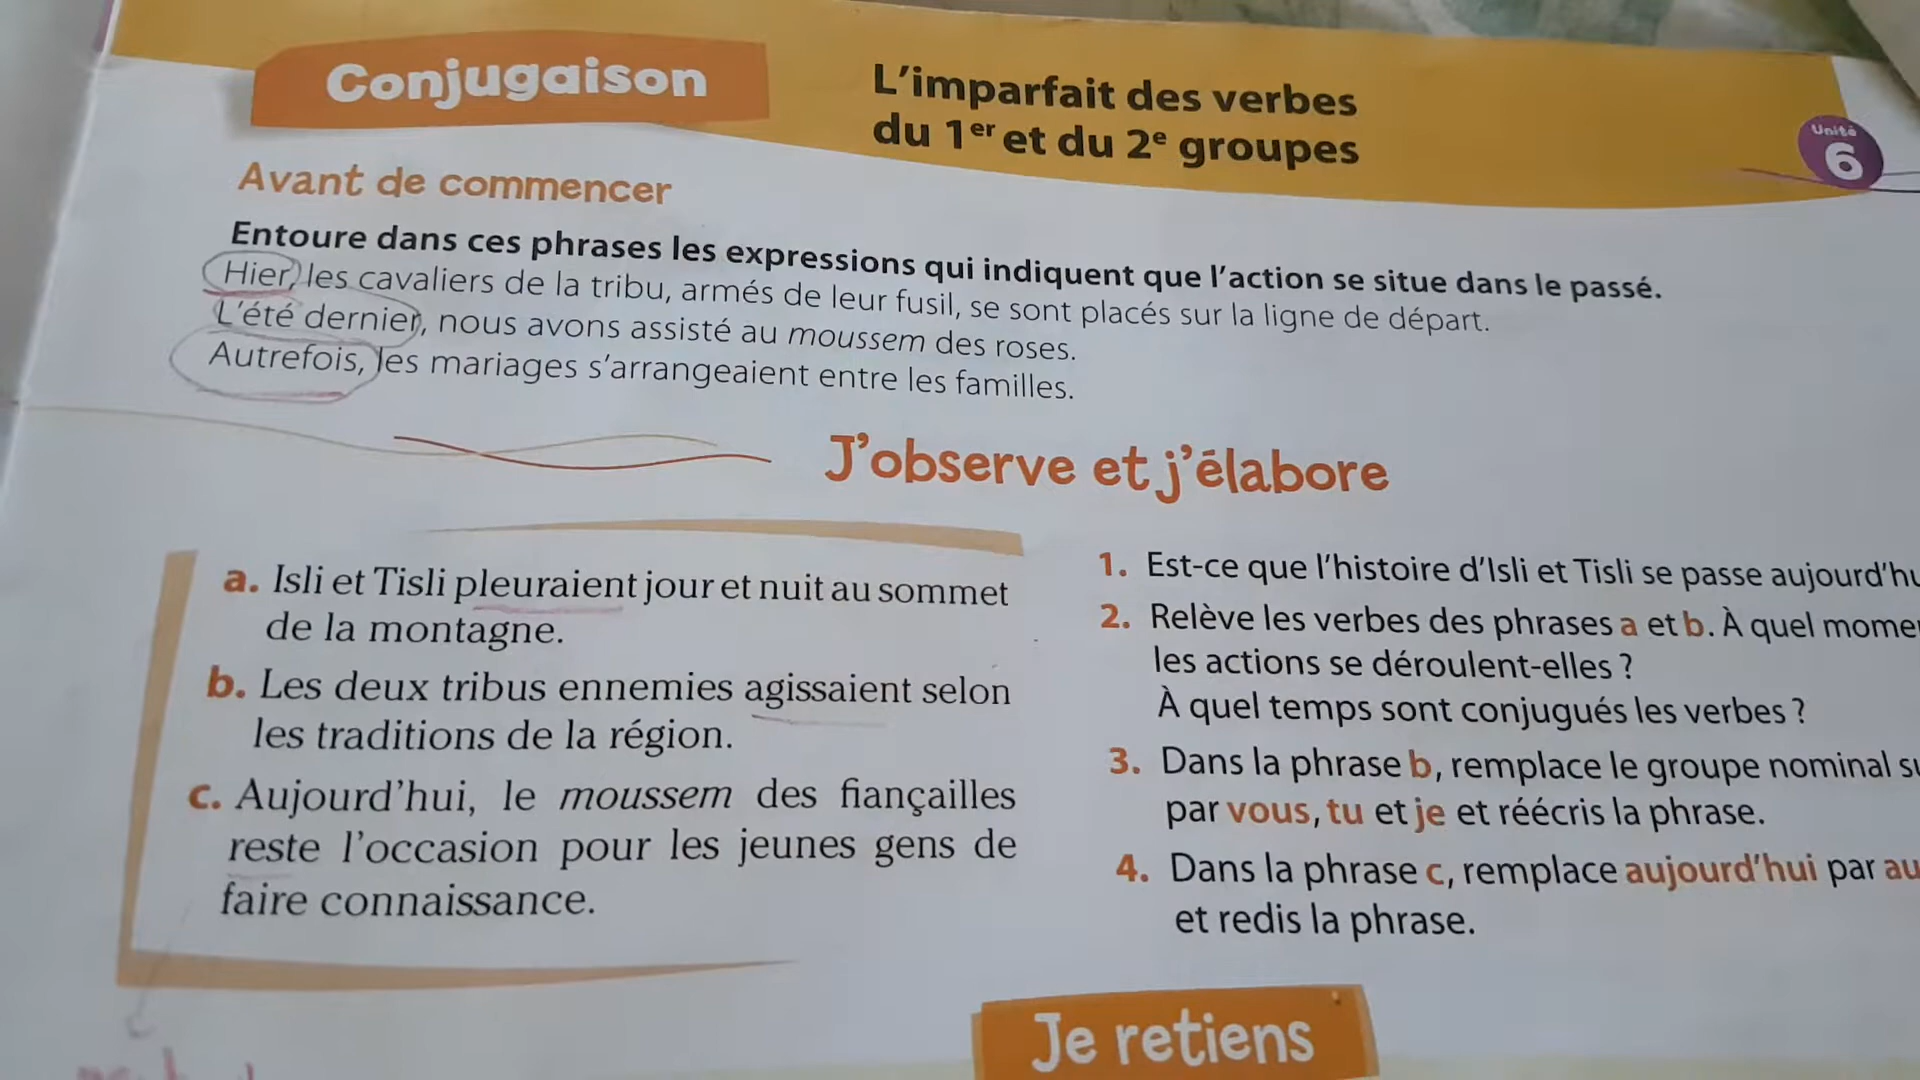 Conjugaison
L'imparfait des verbes
du 1er et du 2e groupes
Unité
6
Avant de commencer
Entoure dans ces phrases les expressions qui indiquent que l'action se situe dans le passé.
Hier, les cavaliers de la tribu, armés de leur fusil, se sont placés sur la ligne de départ.
L'été dernier, nous avons assisté au moussem des roses.
Autrefois, les mariages s'arrangeaient entre les familles.
J'observe et j'élabore
a. Isli et Tisli pleuraient jour et nuit au sommet
de la montagne.
b. Les deux tribus ennemies agissaient selon
les traditions de la région.
c. Aujourd'hui, le moussem des fiançailles
reste l'occasion pour les jeunes gens de
faire connaissance.
1. Est-ce que l'histoire d'Isli et Tisli se passe
2. Relève les verbes des phrases a et b. À quel
les actions se déroulent-elles ?
À quel temps sont conjugués les verbes ?
3. Dans la phrase b, remplace le groupe nominal
par vous, tu et je et réécris la phrase.
4. Dans la phrase c, remplace aujourd'hui par
et redis la phrase.
Je retiens